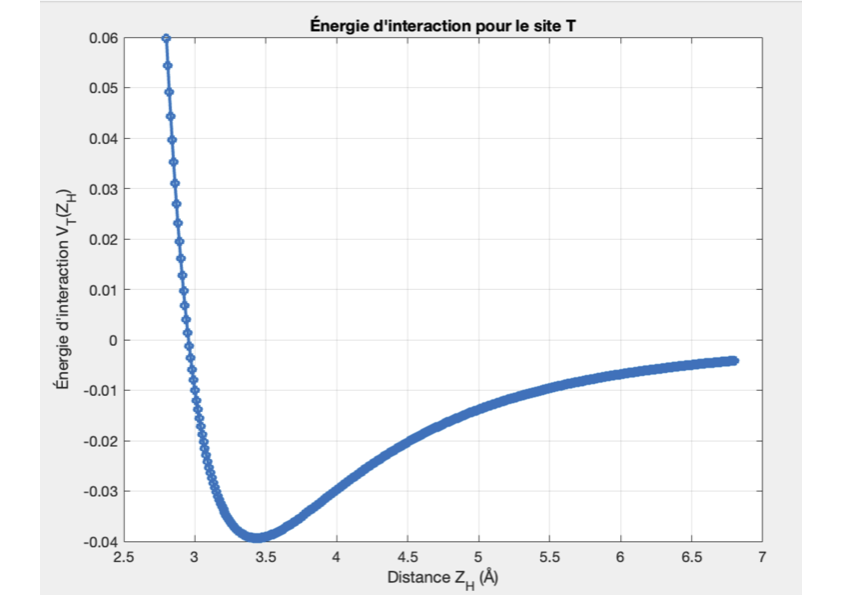 Énergie d'interaction pour le site T
0.06
0.05
0.04
0.03
0.02
0.01
0
-0.01
-0.02
-0.03
-0.04
Énergie d'interaction V_T(Z_H)
2.5 3 3.5 4 4.5 5 5.5 6 6.5 7
Distance Z_H (Å)